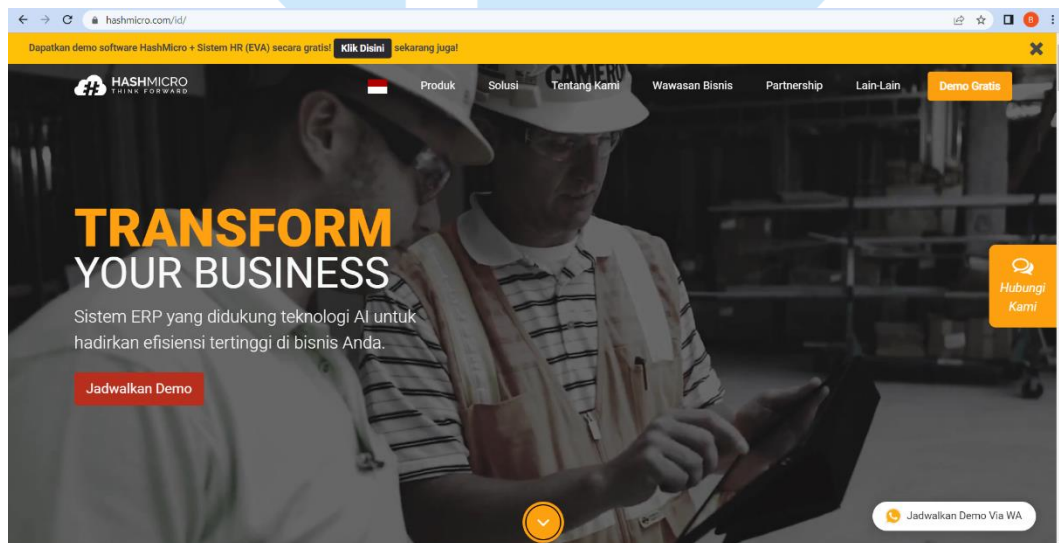 hashmicro.com/id/
B
Dapatkan demo software HashMicro + Sistem HR (EVA) secara gratis! Klik Disini sekarang juga!
HASHMICRO
THINK FORWARD
Produk Solusi Tentang Kami Wawasan Bisnis Partnership Lain-Lain Demo Gratis
CAMERO
TRANSFORM
YOUR BUSINESS
Sistem ERP yang didukung teknologi AI untuk
hadirkan efisiensi tertinggi di bisnis Anda.
Hubungi
Kami
Jadwalkan Demo
Jadwalkan Demo Via WA